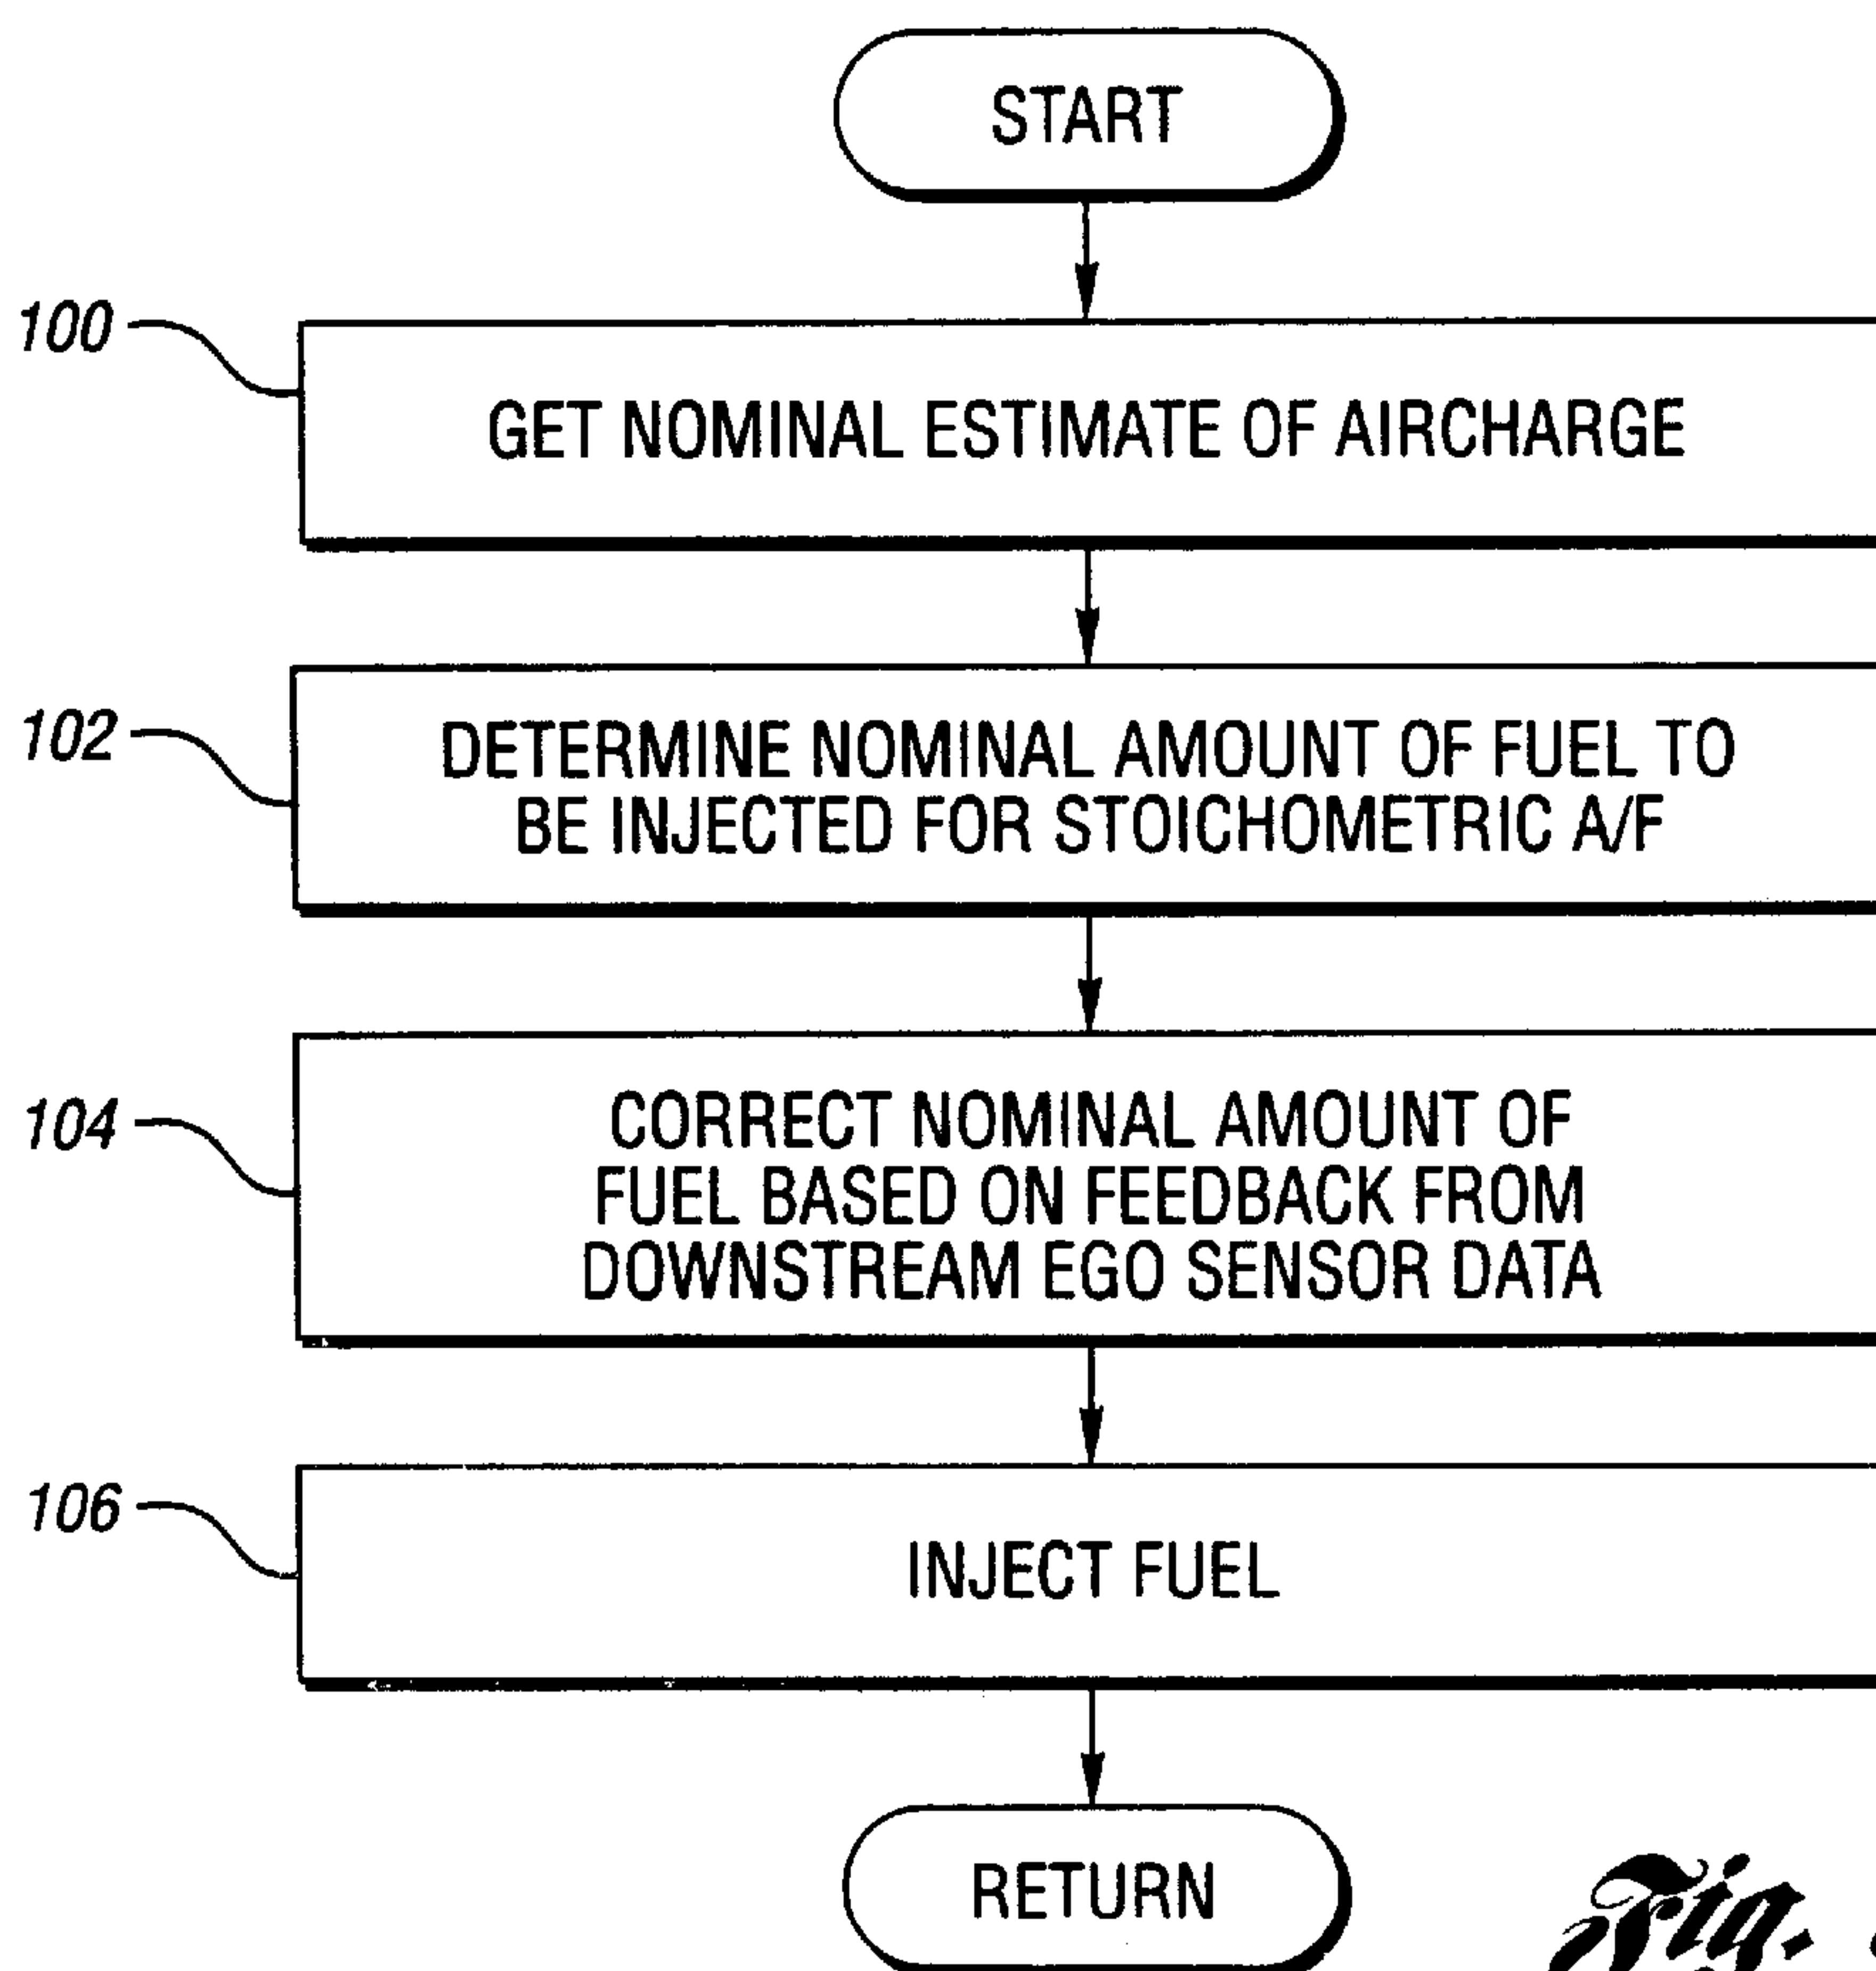 START
100
GET NOMINAL ESTIMATE OF AIRCHARGE
102
DETERMINE NOMINAL AMOUNT OF FUEL TO
BE INJECTED FOR STOICHOMETRIC A/F
104
CORRECT NOMINAL AMOUNT OF
FUEL BASED ON FEEDBACK FROM
DOWNSTREAM EGO SENSOR DATA
106
INJECT FUEL
RETURN
Fig.